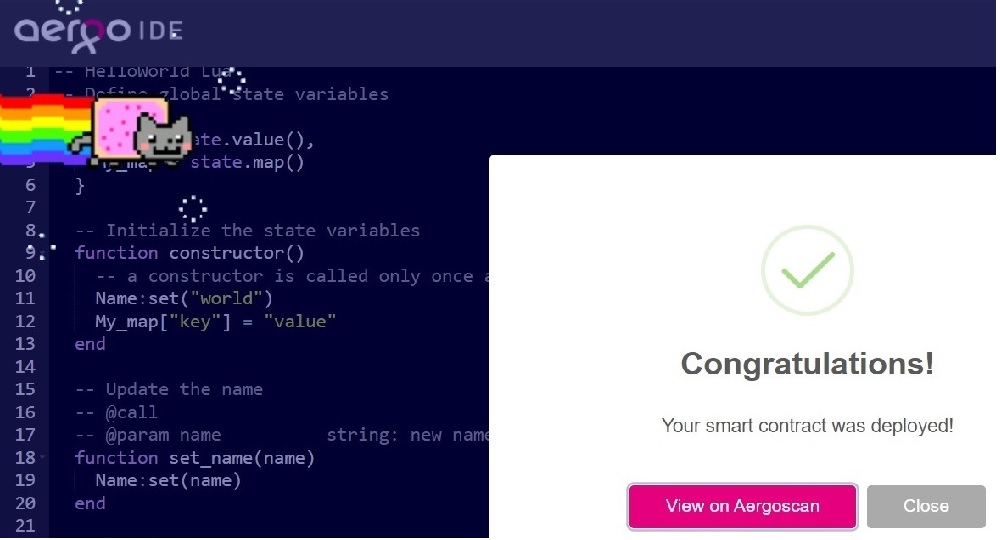 aergo IDE
1 -- HelloWorld Lua
2 - Define global state variables
ate.value(),
5 My_map = state.map()
6 }
7
8 -- Initialize the state variables
9 function constructor()
10 -- a constructor is called only once a
11 Name:set("world")
12 My_map["key"] = "value"
13 end
14
15 -- Update the name
16 -- @call
17 -- @param name string: new name
18 function set_name(name)
19 Name:set(name)
20 end
21
Congratulations!
Your smart contract was deployed!
View on Aergoscan
Close